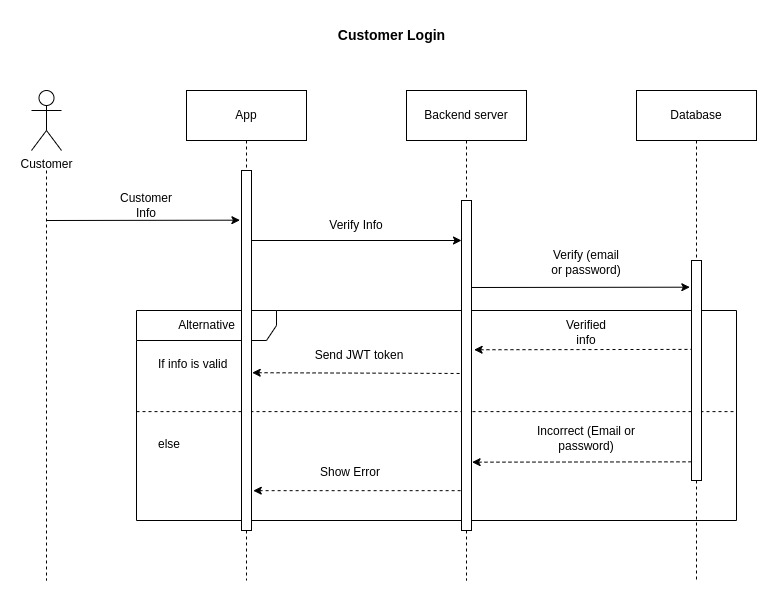 Customer Login
App
Backend server
Database
Customer
Customer
Info
Verify Info
Verify (email
or password)
Alternative
Verified
info
If info is valid
Send JWT token
else
Incorrect (Email or
password)
Show Error